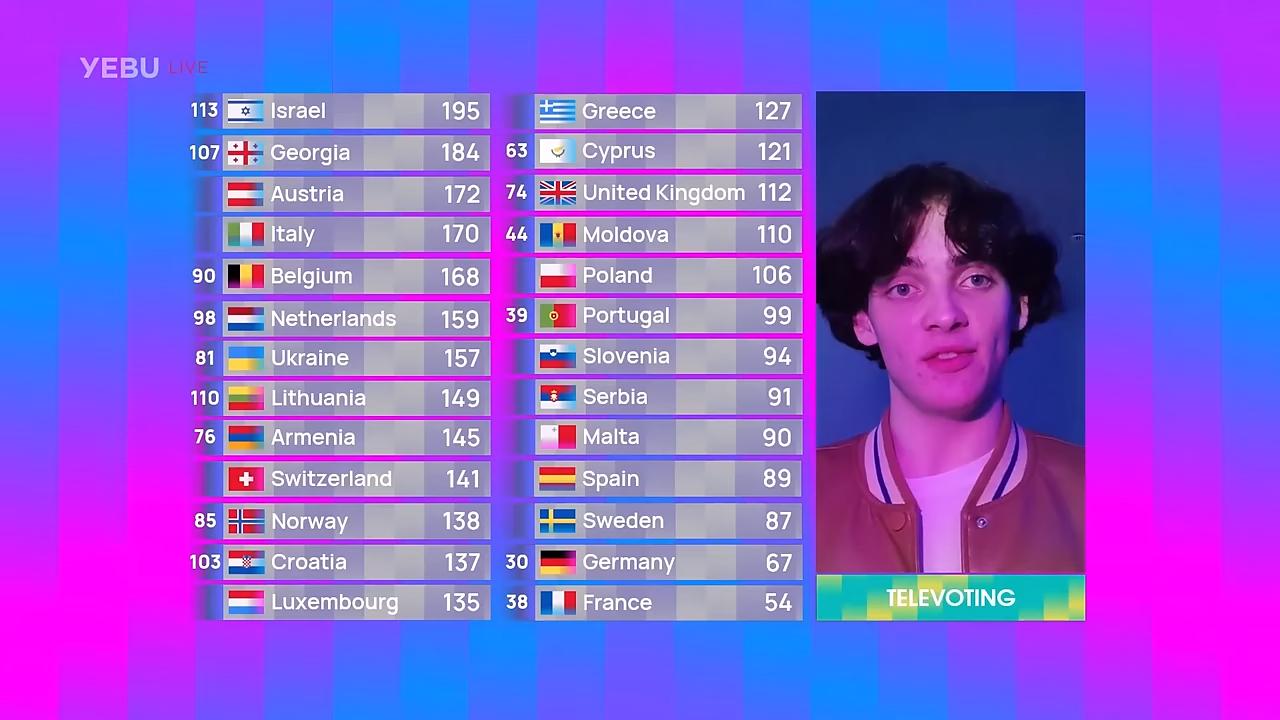 YEBU LIVE
113 Israel 195
107 Georgia 184
Austria 172
Italy 170
90 Belgium 168
98 Netherlands 159
81 Ukraine 157
110 Lithuania 149
76 Armenia 145
Switzerland 141
85 Norway 138
103 Croatia 137
Luxembourg 135
Greece 127
63 Cyprus 121
74 United Kingdom 112
44 Moldova 110
Poland 106
39 Portugal 99
Slovenia 94
Serbia 91
Malta 90
Spain 89
Sweden 87
30 Germany 67
38 France 54
TELEVOTING